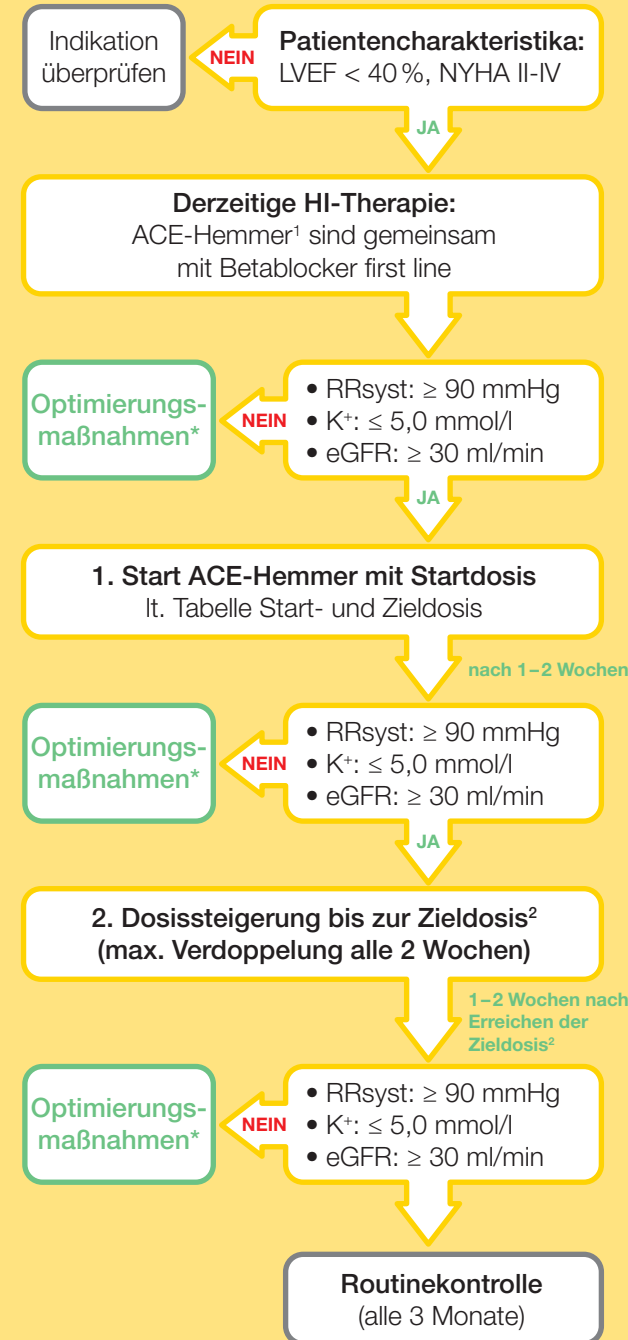 Indikation
überprüfen
NEIN
Patientencharakteristika:
LVEF < 40 %, NYHA II-IV
JA
Derzeitige HI-Therapie:
ACE-Hemmer¹ sind gemeinsam
mit Betablocker first line
Optimierungs-
maßnahmen*
NEIN
• RRsyst: ≥ 90 mmHg
• K⁺: ≤ 5,0 mmol/l
• eGFR: ≥ 30 ml/min
JA
1. Start ACE-Hemmer mit Startdosis
lt. Tabelle Start- und Zieldosis
nach 1–2 Wochen
Optimierungs-
maßnahmen*
NEIN
• RRsyst: ≥ 90 mmHg
• K⁺: ≤ 5,0 mmol/l
• eGFR: ≥ 30 ml/min
JA
2. Dosissteigerung bis zur Zieldosis²
(max. Verdoppelung alle 2 Wochen)
1–2 Wochen nach
Erreichen der
Zieldosis²
Optimierungs-
maßnahmen*
NEIN
• RRsyst: ≥ 90 mmHg
• K⁺: ≤ 5,0 mmol/l
• eGFR: ≥ 30 ml/min
Routinekontrolle
(alle 3 Monate)